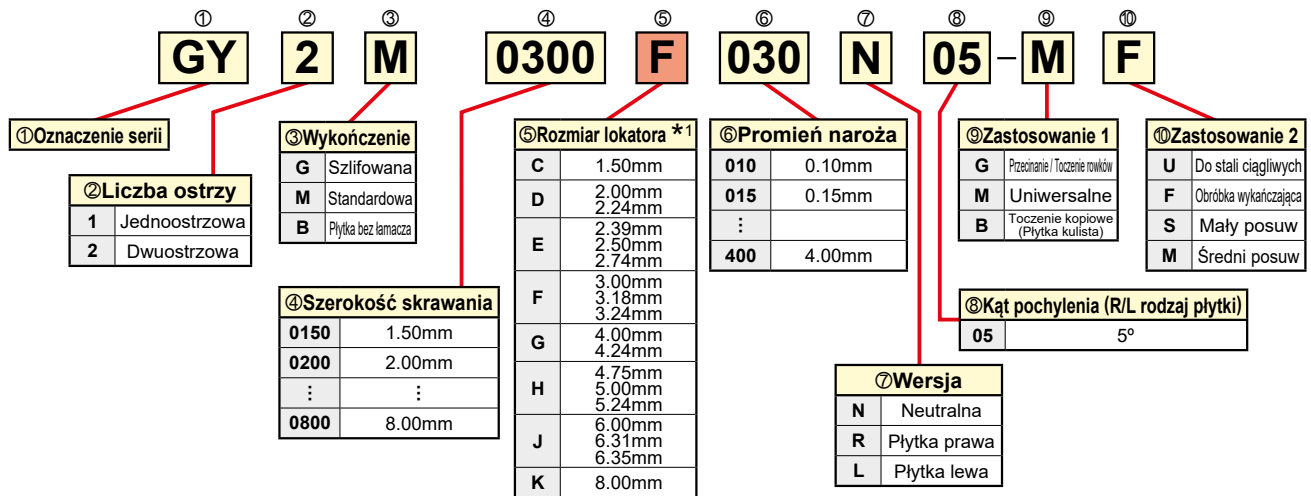 ① ② ③ ④ ⑤ ⑥ ⑦ ⑧ ⑨ ⑩
GY 2 M 0300 F 030 N 05 – M F
①Oznaczenie serii
②Liczba ostrzy
1 Jednoostrzowa
2 Dwuostrzowa
③Wykończenie
G Szlifowana
M Standardowa
B Płytka bez łamacza
④Szerokość skrawania
0150 1.50mm
0200 2.00mm
⋮ ⋮
0800 8.00mm
⑤Rozmiar lokatora *1
C 1.50mm
D 2.00mm
2.24mm
E 2.39mm
2.50mm
2.74mm
F 3.00mm
3.18mm
3.24mm
G 4.00mm
4.24mm
H 4.75mm
5.00mm
5.24mm
J 6.00mm
6.31mm
6.35mm
K 8.00mm
⑥Promień naroża
010 0.10mm
015 0.15mm
⋮
400 4.00mm
⑦Wersja
N Neutralna
R Płytka prawa
L Płytka lewa
⑧Kąt pochylenia (R/L rodzaj płytki)
05 5º
⑨Zastosowanie 1
G Przecinanie / Toczenie rowków
M Uniwersalne
B Toczenie kopiowe
(Płytka kulista)
⑩Zastosowanie 2
U Do stali ciągliwych
F Obróbka wykańczająca
S Mały posuw
M Średni posuw